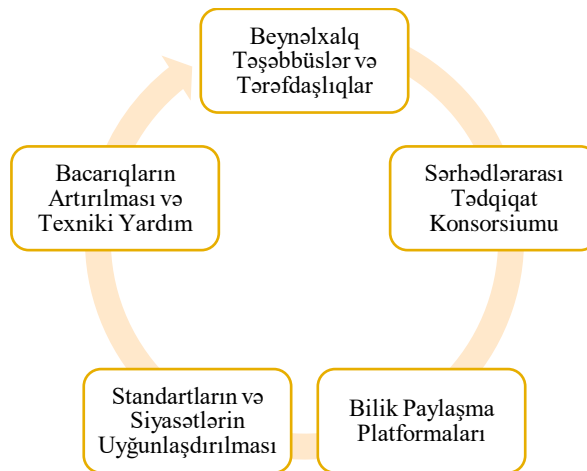 Beynəlxalq
Təşəbbüslər və
Tərəfdaşlıqlar
Sərhədlərarası
Tədqiqat
Konsorsiumu
Bilik Paylaşma
Platformaları
Standartların və
Siyasətlərin
Uyğunlaşdırılması
Bacarıqların
Artırılması və
Texniki Yardım